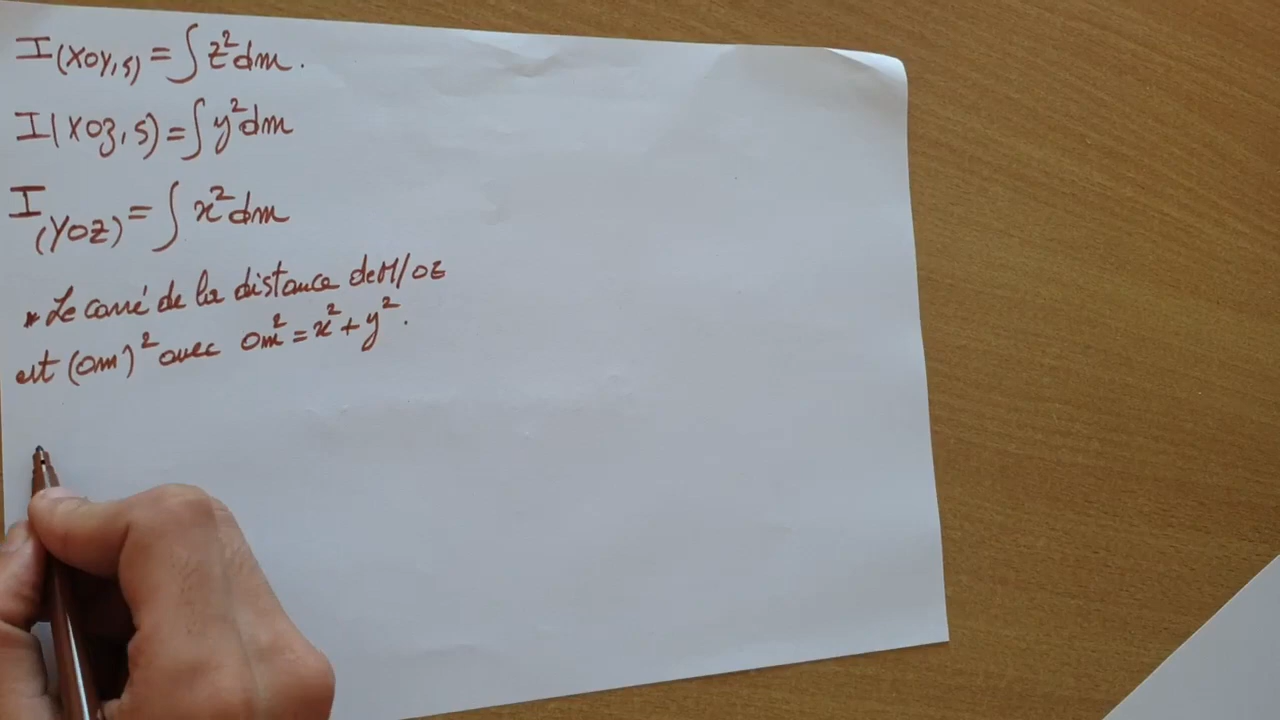 I(XOY,S) = ∫ z² dm.
I(XOz,S) = ∫ y² dm
I(YOZ) = ∫ x² dm
* Le carré de la distance de M/OZ
est (Om)² avec Om² = x² + y².